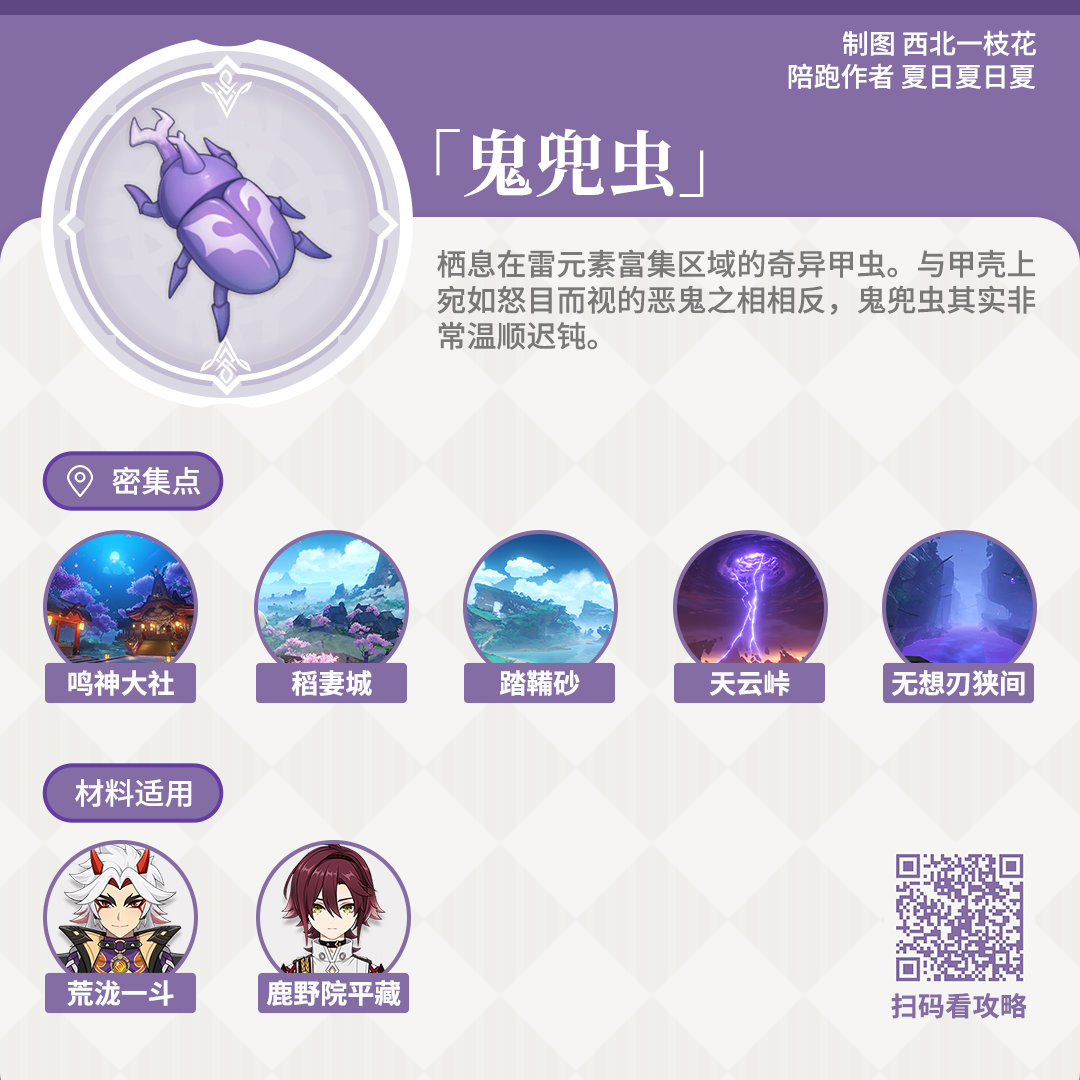 制图 西北一枝花
陪跑作者 夏日夏日夏
「鬼兜虫」
栖息在雷元素富集区域的奇异甲虫。与甲壳上
宛如怒目而视的恶鬼之相相反，鬼兜虫其实非
常温顺迟钝。
密集点
鸣神大社
稻妻城
踏鞴砂
天云峠
无想刃狭间
材料适用
荒泷一斗
鹿野院平藏
扫码看攻略